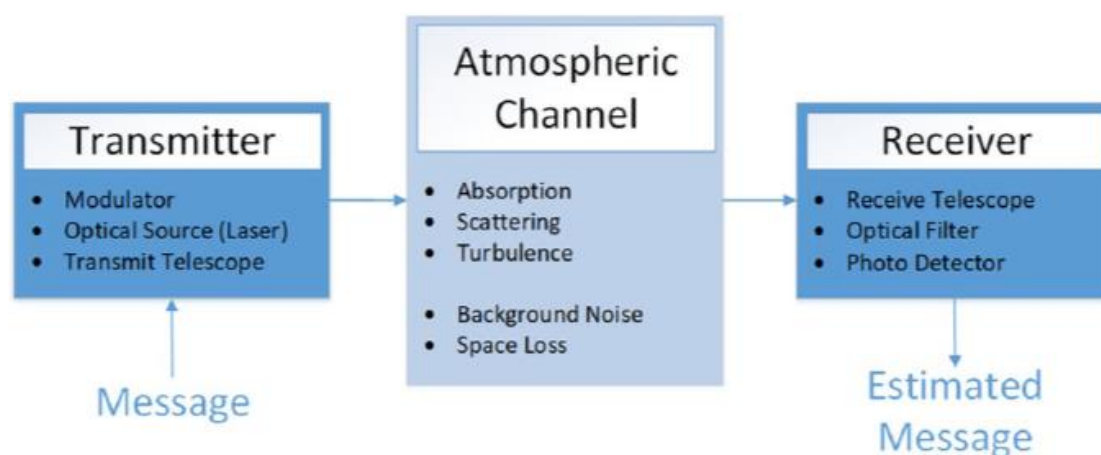 Transmitter
• Modulator
• Optical Source (Laser)
• Transmit Telescope
Message
Atmospheric
Channel
• Absorption
• Scattering
• Turbulence
• Background Noise
• Space Loss
Receiver
• Receive Telescope
• Optical Filter
• Photo Detector
Estimated
Message